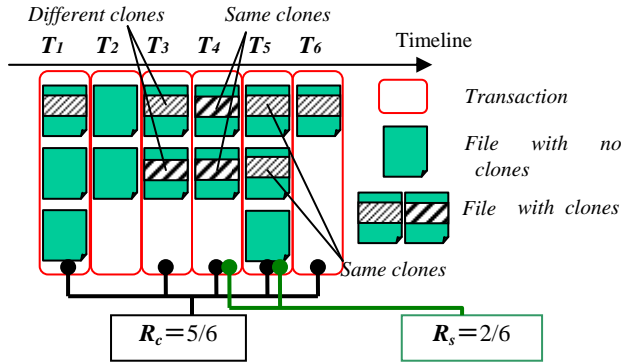 Different clones
Same clones
T1 T2 T3 T4 T5 T6
Timeline
Transaction
File with no
clones
File with clones
Same clones
Rc=5/6
Rs=2/6